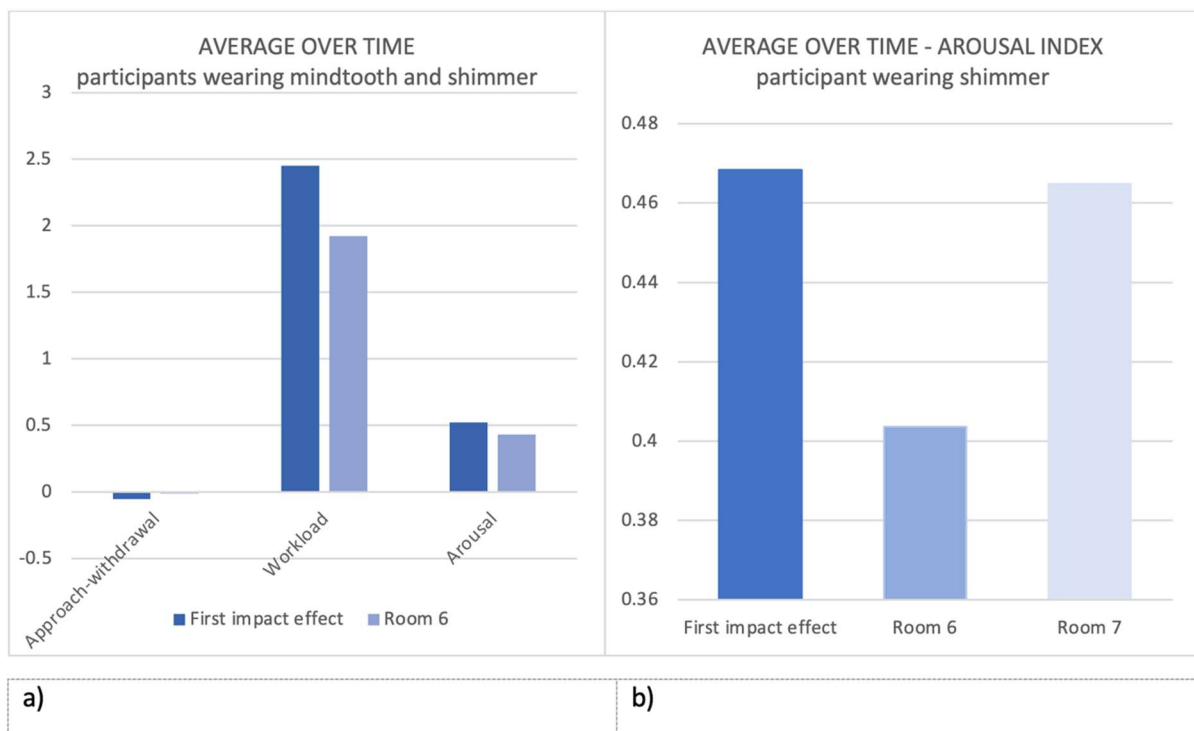 AVERAGE OVER TIME
participants wearing mindtooth and shimmer
3
2.5
2
1.5
1
0.5
0
-0.5
Approach-withdrawal
Workload
Arousal
First impact effect
Room 6
AVERAGE OVER TIME - AROUSAL INDEX
participant wearing shimmer
0.48
0.46
0.44
0.42
0.4
0.38
0.36
First impact effect
Room 6
Room 7
a)
b)